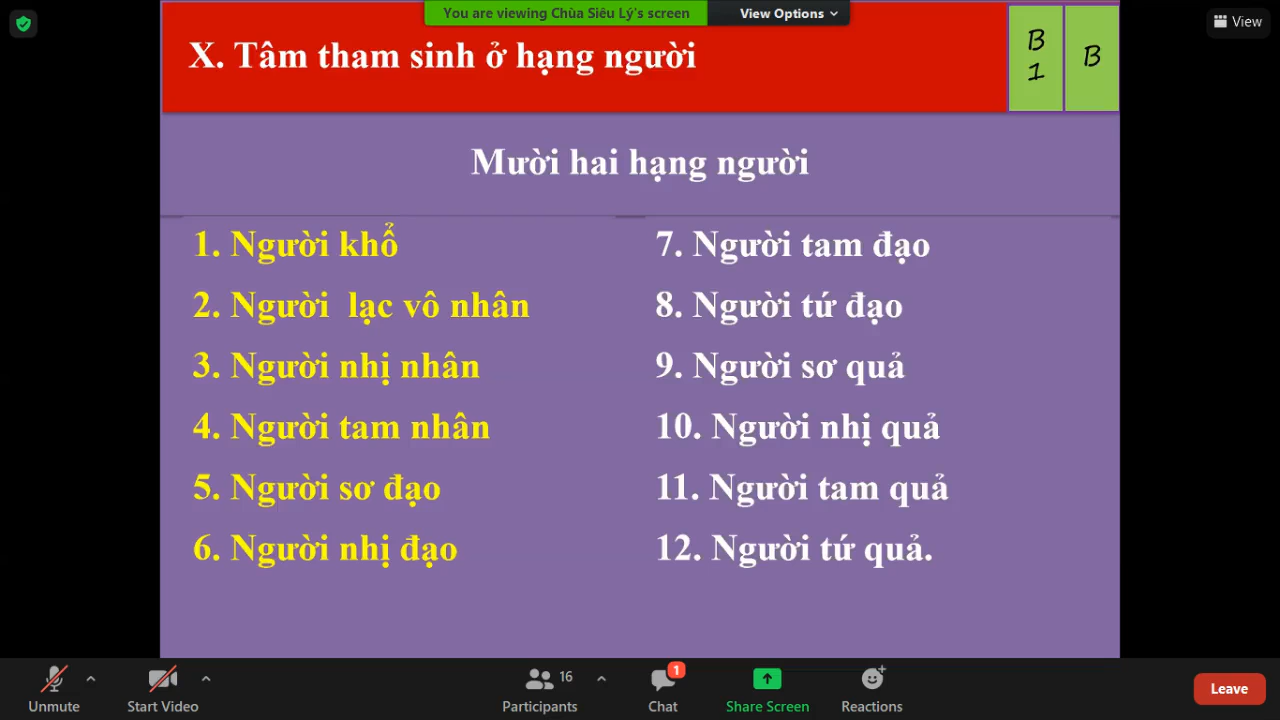 You are viewing Chùa Siêu Lý's screen
View Options
View
X. Tâm tham sinh ở hạng người
B
1
B
Mười hai hạng người
1. Người khổ
2. Người lạc vô nhân
3. Người nhị nhân
4. Người tam nhân
5. Người sơ đạo
6. Người nhị đạo
7. Người tam đạo
8. Người tứ đạo
9. Người sơ quả
10. Người nhị quả
11. Người tam quả
12. Người tứ quả.
Unmute
Start Video
16
Participants
1
Chat
Share Screen
Reactions
Leave